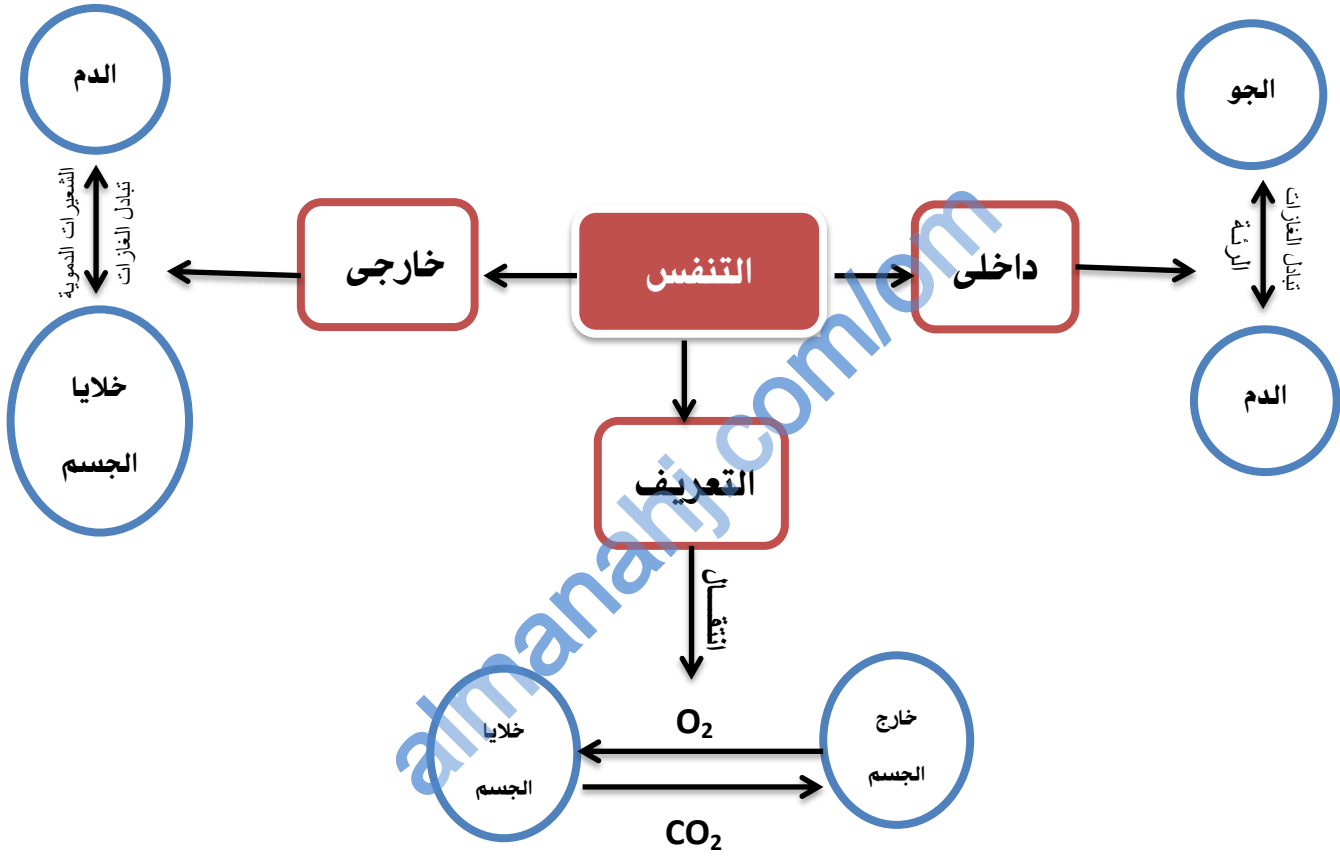 الجو
تبادل الغازات
الرئة
الدم
داخلى
التنفس
خارجى
الدم
تبادل الغازات
الشعيرات الدموية
خلايا
الجسم
التعريف
انتقال
خارج
الجسم
O₂
CO₂
خلايا
الجسم
almanahj.com/om